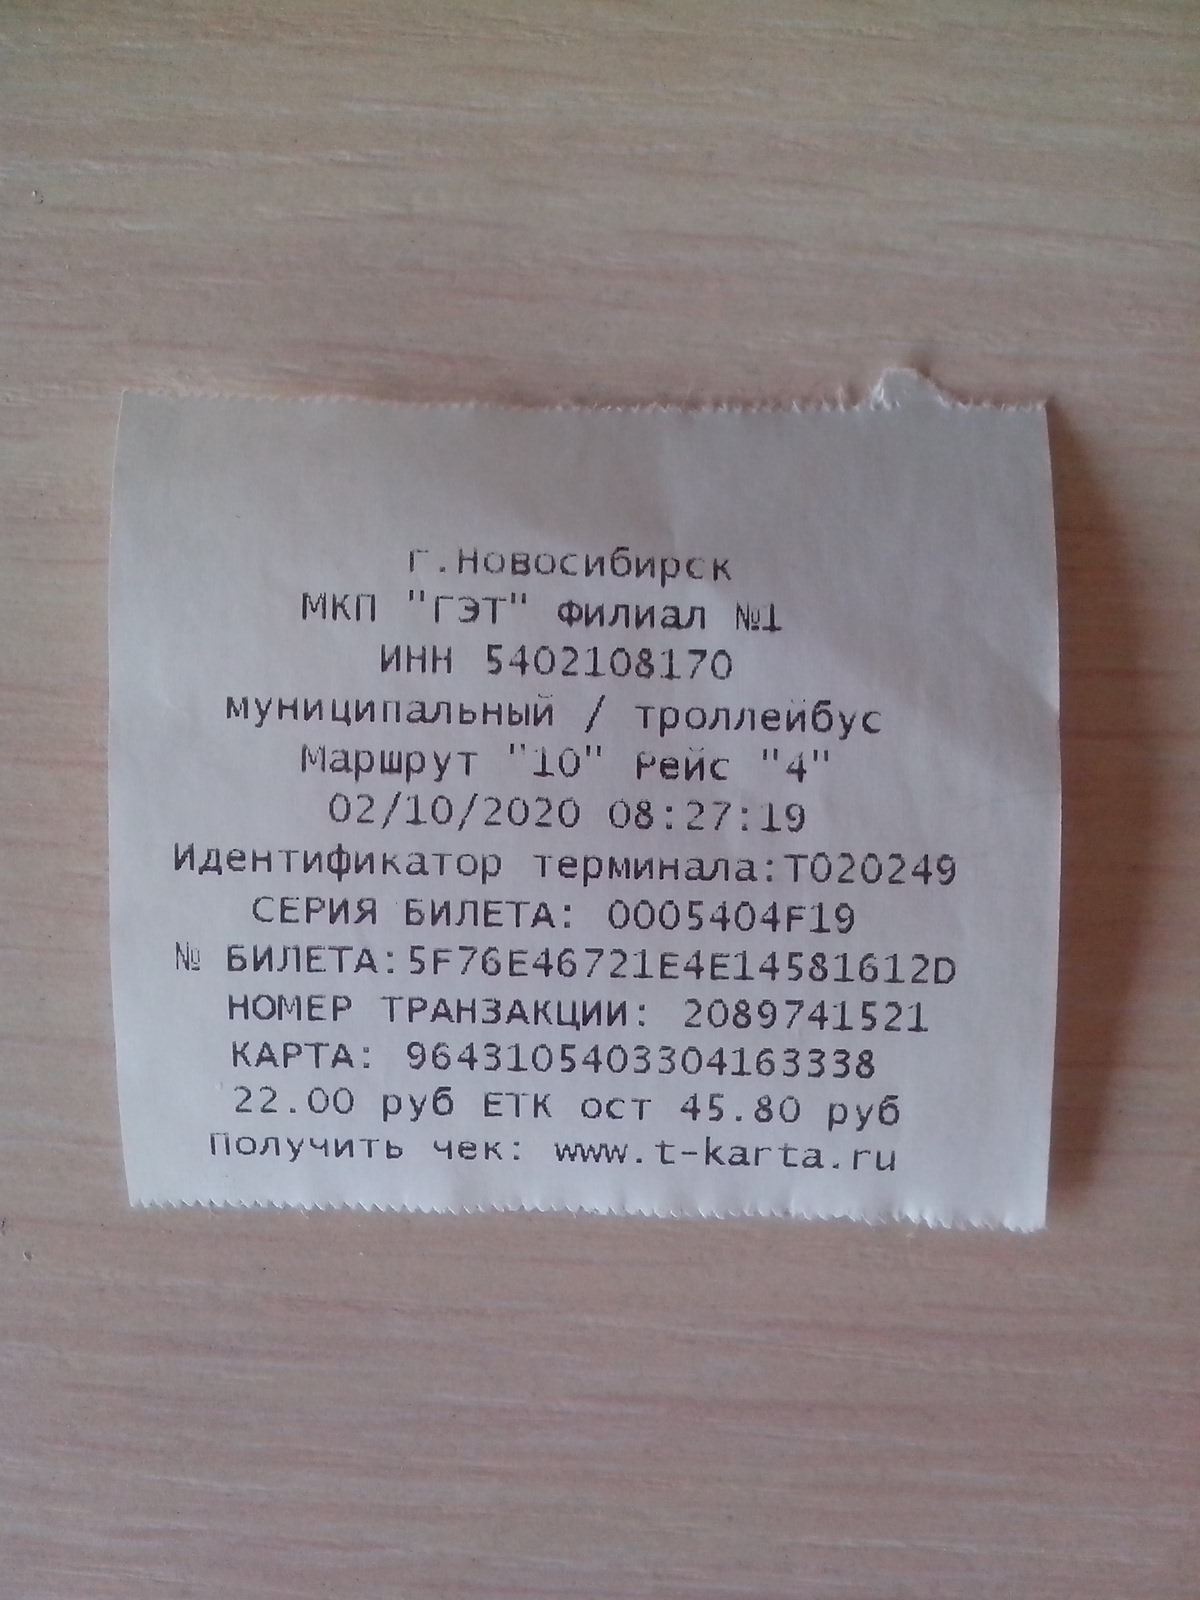 г.Новосибирск
МКП "ГЭТ" Филиал №1
ИНН 5402108170
муниципальный / троллейбус
Маршрут "10" Рейс "4"
02/10/2020 08:27:19
Идентификатор терминала:T020249
СЕРИЯ БИЛЕТА: 0005404F19
№ БИЛЕТА:5F76E46721E4E14581612D
НОМЕР ТРАНЗАКЦИИ: 2089741521
КАРТА: 9643105403304163338
22.00 руб ЕТК ост 45.80 руб
Получить чек: www.t-karta.ru